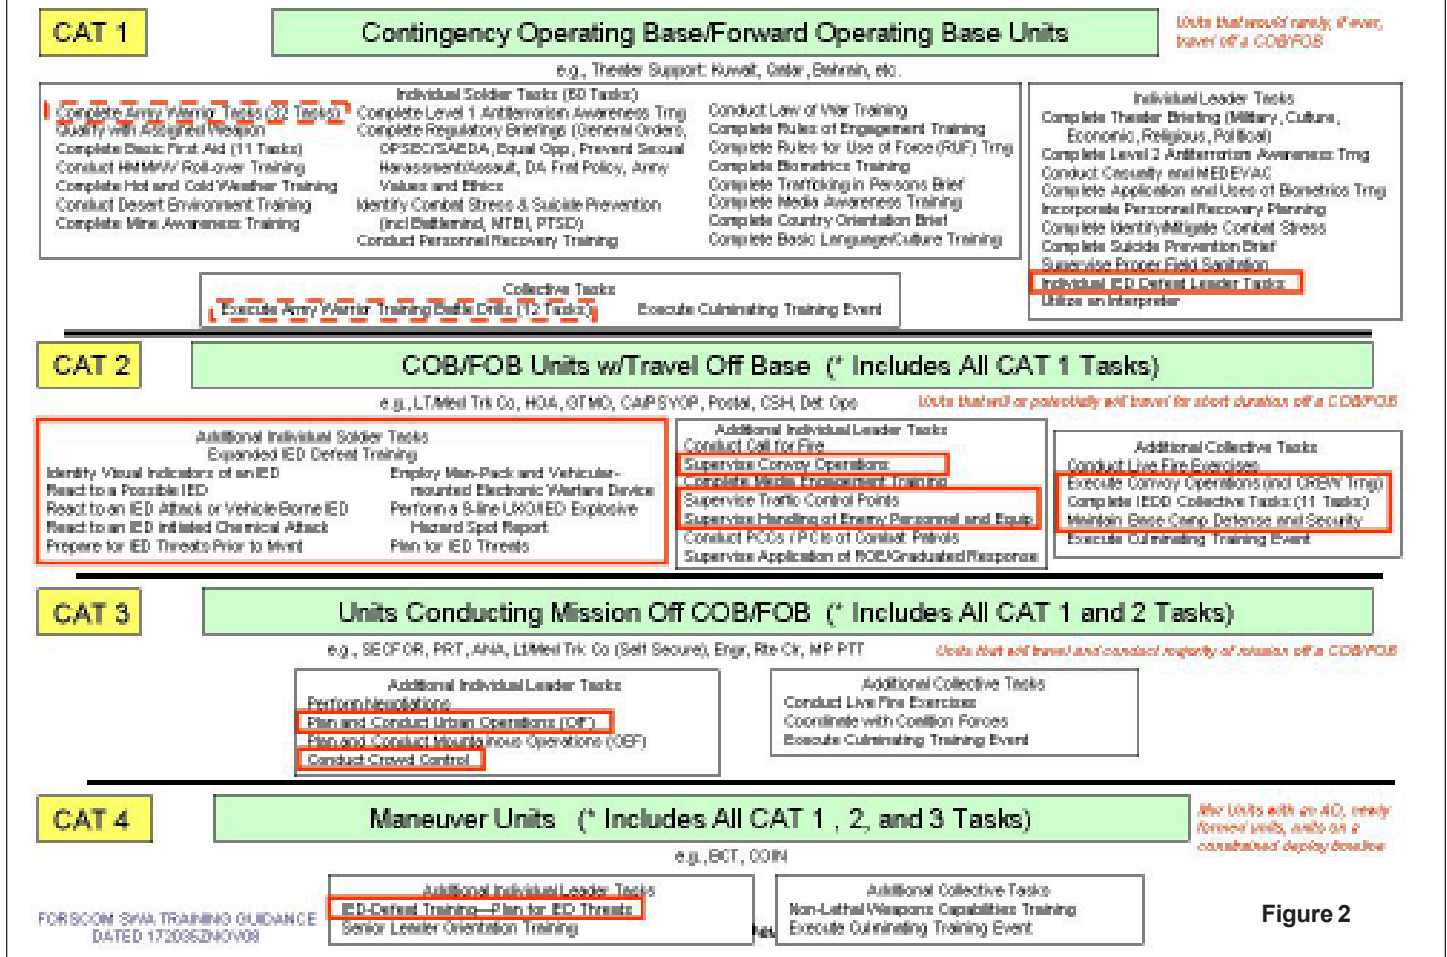 CAT 1
Contingency Operating Base/Forward Operating Base Units
Units that would rarely, if ever,
travel off a COB/FOB
e.g., Theater Support: Kuwait, Qatar, Bahrain, etc.
Individual Soldier Tasks (60 Tasks)
Complete Army Warrior Tasks (32 Tasks)
Qualify with Assigned Weapon
Complete Basic First Aid (11 Tasks)
Conduct HMMWV Roll-over Training
Complete Hot and Cold Weather Training
Conduct Desert Environment Training
Complete Mine Awareness Training
Complete Level 1 Antiterrorism Awareness Trng
Complete Regulatory Briefings (General Orders,
OPSEC/SAEDA, Equal Opp, Prevent Sexual
Harassment/Assault, DA Frat Policy, Army
Values and Ethics
Identify Combat Stress & Suicide Prevention
(incl Battlemind, MTBI, PTSD)
Conduct Personnel Recovery Training
Conduct Law of War Training
Complete Rules of Engagement Training
Complete Rules for Use of Force (RUF) Trng
Complete Biometrics Training
Complete Trafficking in Persons Brief
Complete Media Awareness Training
Complete Country Orientation Brief
Complete Basic Language/Culture Training
Individual Leader Tasks
Complete Theater Briefing (Military, Culture,
Economic, Religious, Political)
Complete Level 2 Antiterrorism Awareness Trng
Conduct Casualty and MEDEVAC
Complete Application and Uses of Biometrics Trng
Incorporate Personnel Recovery Planning
Complete Identify/Mitigate Combat Stress
Complete Suicide Prevention Brief
Supervise Proper Field Sanitation
Individual IED Defeat Leader Tasks
Utilize an Interpreter
Collective Tasks
Execute Army Warrior Training Battle Drills (12 Tasks)
Execute Culminating Training Event
CAT 2
COB/FOB Units w/Travel Off Base (* Includes All CAT 1 Tasks)
e.g., LT/Med Trk Co, HOA, GTMO, CA/PSYOP, Postal, CSH, Det Ops
Units that will or potentially will travel for short duration off a COB/FOB
Additional Individual Soldier Tasks
Expanded IED Defeat Training
Identify Visual Indicators of an IED
React to a Possible IED
React to an IED Attack or Vehicle Borne IED
React to an IED Initiated Chemical Attack
Prepare for IED Threats Prior to Mvmt
Employ Man-Pack and Vehicular-
mounted Electronic Warfare Device
Perform a 9-line UXO/IED Explosive
Hazard Spot Report
Plan for IED Threats
Additional Individual Leader Tasks
Conduct Call for Fire
Supervise Convoy Operations
Complete Media Engagement Training
Supervise Traffic Control Points
Supervise Handling of Enemy Personnel and Equip
Conduct PCCs / PCIs of Combat Patrols
Supervise Application of ROE/Graduated Response
Additional Collective Tasks
Conduct Live Fire Exercises
Execute Convoy Operations (incl CREW Trng)
Complete IEDD Collective Tasks (11 Tasks)
Maintain Base Camp Defense and Security
Execute Culminating Training Event
CAT 3
Units Conducting Mission Off COB/FOB (* Includes All CAT 1 and 2 Tasks)
e.g., SECFOR, PRT, ANA, Lt/Med Trk Co (Self Secure), Engr, Rte Clr, MP PTT
Units that will travel and conduct majority of mission off a COB/FOB
Additional Individual Leader Tasks
Perform Negotiations
Plan and Conduct Urban Operations (OIF)
Plan and Conduct Mountainous Operations (OEF)
Conduct Crowd Control
Additional Collective Tasks
Conduct Live Fire Exercises
Coordinate with Coalition Forces
Execute Culminating Training Event
CAT 4
Maneuver Units (* Includes All CAT 1 , 2, and 3 Tasks)
Mvr Units with an AO, newly
formed units, units on a
constrained deploy timeline
e.g., BCT, COIN
Additional Individual Leader Tasks
IED-Defeat Training—Plan for IED Threats
Senior Leader Orientation Training
Additional Collective Tasks
Non-Lethal Weapons Capabilities Training
Execute Culminating Training Event
FORSCOM SWA TRAINING GUIDANCE
DATED 172035ZNOV08
Figure 2